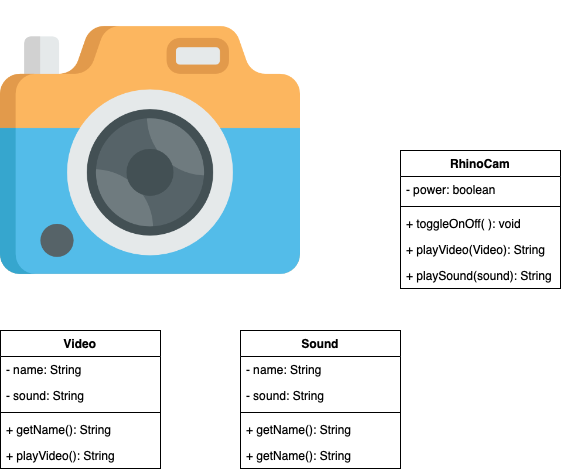 RhinoCam
- power: boolean
+ toggleOnOff( ): void
+ playVideo(Video): String
+ playSound(sound): String
Video
- name: String
- sound: String
+ getName(): String
+ playVideo(): String
Sound
- name: String
- sound: String
+ getName(): String
+ getName(): String